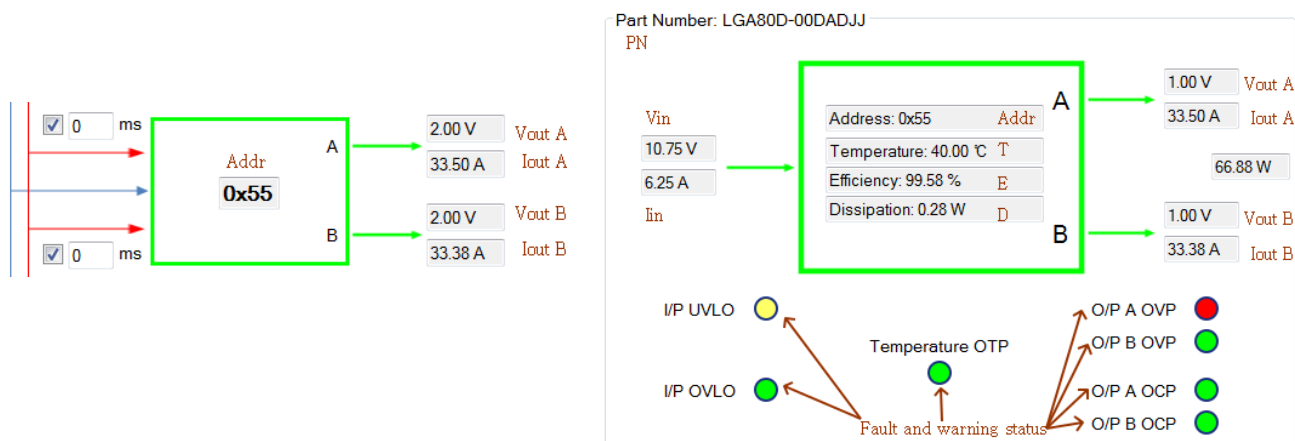 0 ms
Addr
0x55
A
B
0 ms
2.00 V Vout A
33.50 A Iout A
2.00 V Vout B
33.38 A Iout B
Part Number: LGA80D-00DADJJ
PN
Vin
10.75 V
6.25 A
Iin
Address: 0x55 Addr
Temperature: 40.00 ℃ T
Efficiency: 99.58 % E
Dissipation: 0.28 W D
A
B
1.00 V Vout A
33.50 A Iout A
66.88 W
1.00 V Vout B
33.38 A Iout B
I/P UVLO
I/P OVLO
Temperature OTP
O/P A OVP
O/P B OVP
O/P A OCP
O/P B OCP
Fault and warning status